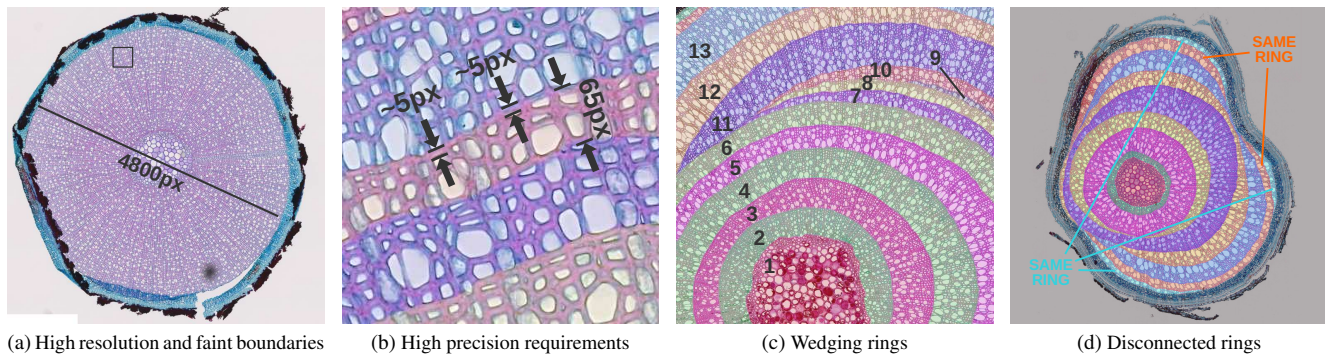 4800px
~5px
~5px
65px
13
12
10
9
8
7
11
6
5
4
3
2
1
SAME
RING
SAME
RING
(a) High resolution and faint boundaries
(b) High precision requirements
(c) Wedging rings
(d) Disconnected rings